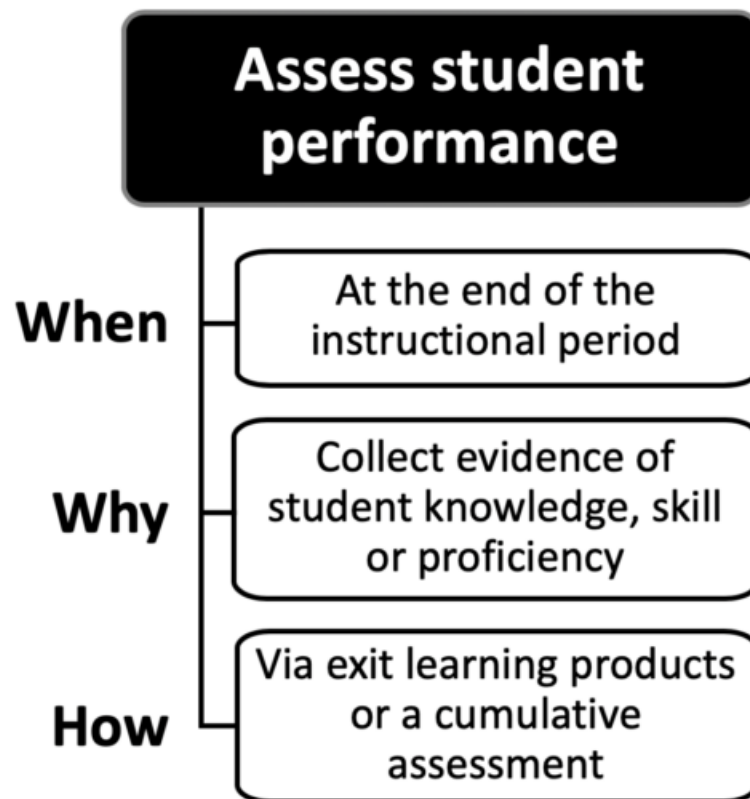 Assess student
performance
When
At the end of the
instructional period
Why
Collect evidence of
student knowledge, skill
or proficiency
How
Via exit learning products
or a cumulative
assessment